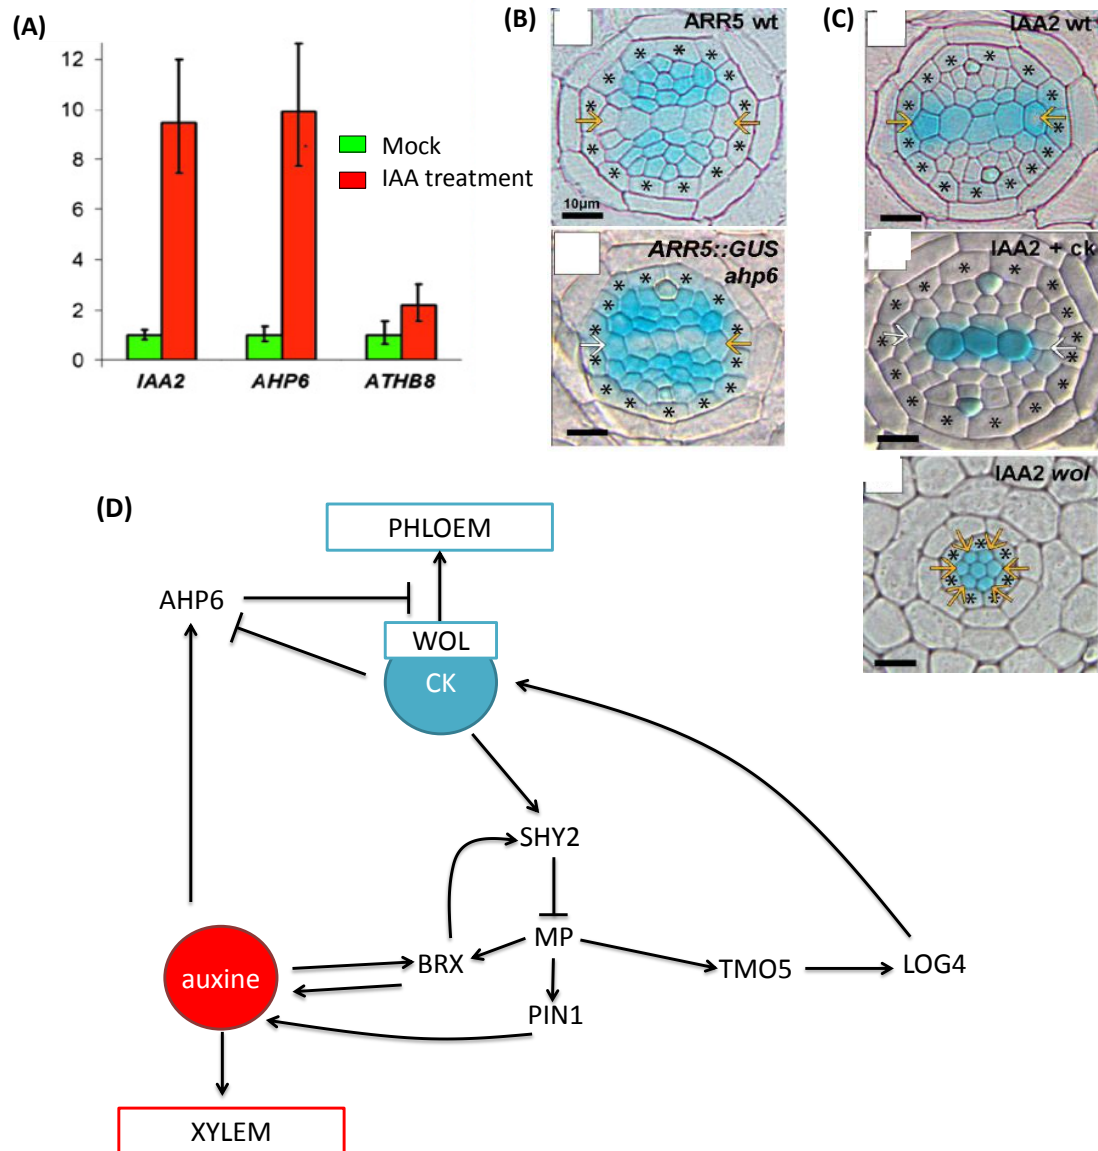 (A)
12
10
8
6
4
2
0
Mock
IAA treatment
IAA2
AHP6
ATHB8
(B)
ARR5 wt
10µm
ARR5::GUS
ahp6
(C)
IAA2 wt
IAA2 + ck
IAA2 wol
(D)
PHLOEM
AHP6
WOL
CK
SHY2
MP
BRX
TMO5
LOG4
auxine
PIN1
XYLEM